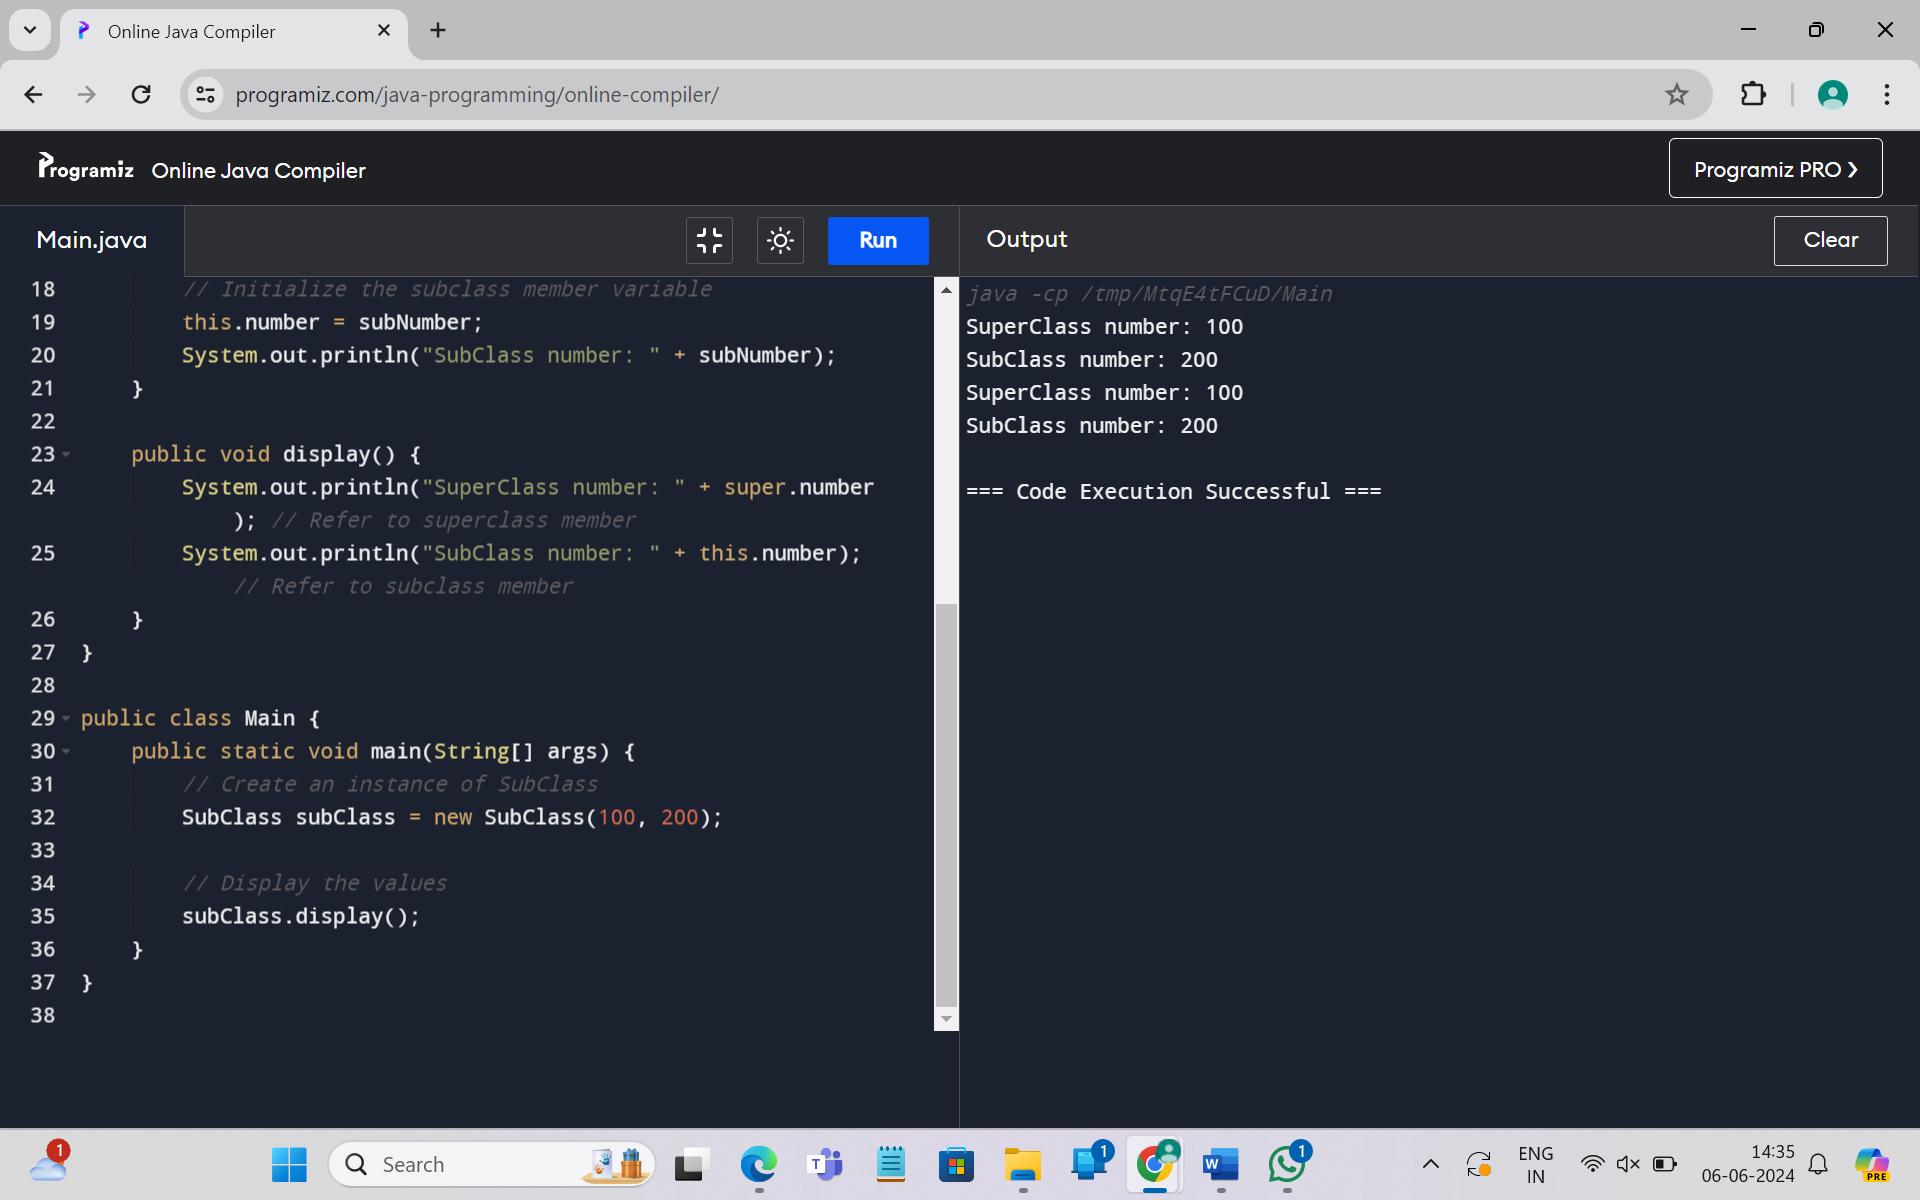 Online Java Compiler
programiz.com/java-programming/online-compiler/
Programiz Online Java Compiler
Programiz PRO ❯
Main.java
Run
Output
Clear
18 // Initialize the subclass member variable
19 this.number = subNumber;
20 System.out.println("SubClass number: " + subNumber);
21 }
22
23 public void display() {
24 System.out.println("SuperClass number: " + super.number
); // Refer to superclass member
25 System.out.println("SubClass number: " + this.number);
// Refer to subclass member
26 }
27 }
28
29 public class Main {
30 public static void main(String[] args) {
31 // Create an instance of SubClass
32 SubClass subClass = new SubClass(100, 200);
33
34 // Display the values
35 subClass.display();
36 }
37 }
38
java -cp /tmp/MtqE4tFCuD/Main
SuperClass number: 100
SubClass number: 200
SuperClass number: 100
SubClass number: 200
=== Code Execution Successful ===
1
Search
T
1
W
1
ENG
IN
14:35
06-06-2024
PRE